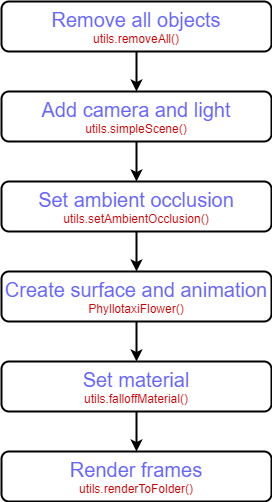 Remove all objects
utils.removeAll()
Add camera and light
utils.simpleScene()
Set ambient occlusion
utils.setAmbientOcclusion()
Create surface and animation
PhyllotaxiFlower()
Set material
utils.falloffMaterial()
Render frames
utils.renderToFolder()